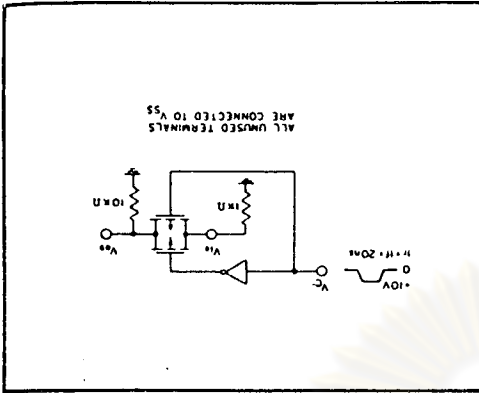 +10V
0
tr = tf = 20ns
VC
Vis
Vos
1KΩ
10KΩ
ALL UNUSED TERMINALS
ARE CONNECTED TO VSS